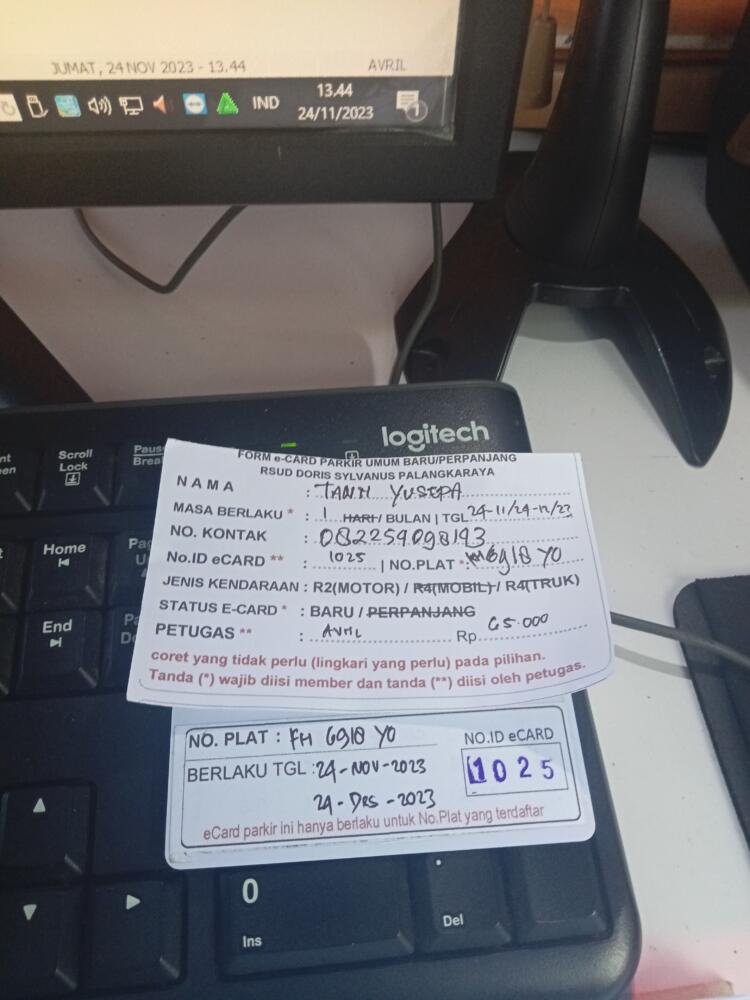 JUMAT, 24 NOV 2023 - 13.44 AVRIL
IND 13.44
24/11/2023 1
logitech
Scroll Lock
Home
End
FORM e-CARD PARKIR UMUM BARU/PERPANJANG
RSUD DORIS SYLVANUS PALANGKARAYA
NAMA : YUSEPA
MASA BERLAKU * : 1 HARI / BULAN | TGL 24-11/24-12/23
NO. KONTAK : 082254098193
No.ID eCARD ** : 1025 | NO.PLAT *: 6918 YO
JENIS KENDARAAN : R2(MOTOR) / R4(MOBIL) / R4(TRUK)
STATUS E-CARD * : BARU / PERPANJANG
PETUGAS ** : AVRIL Rp. 65.000
coret yang tidak perlu (lingkari yang perlu) pada pilihan.
Tanda (*) wajib diisi member dan tanda (**) diisi oleh petugas.
NO. PLAT : 6918 YO
NO.ID eCARD
BERLAKU TGL : 24-NOV-2023
1025
24-DES-2023
eCard parkir ini hanya berlaku untuk No.Plat yang terdaftar
0
Ins
.
Del